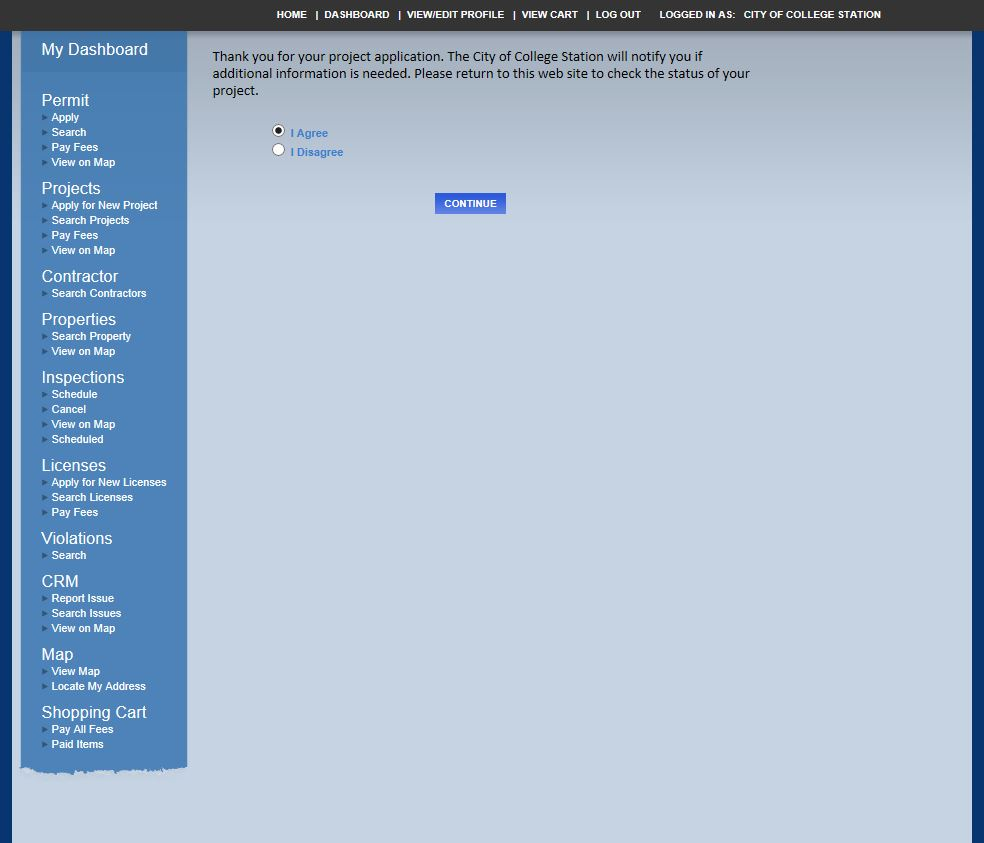 HOME | DASHBOARD | VIEW/EDIT PROFILE | VIEW CART | LOG OUT LOGGED IN AS: CITY OF COLLEGE STATION
My Dashboard
Permit
Apply
Search
Pay Fees
View on Map
Projects
Apply for New Project
Search Projects
Pay Fees
View on Map
Contractor
Search Contractors
Properties
Search Property
View on Map
Inspections
Schedule
Cancel
View on Map
Scheduled
Licenses
Apply for New Licenses
Search Licenses
Pay Fees
Violations
Search
CRM
Report Issue
Search Issues
View on Map
Map
View Map
Locate My Address
Shopping Cart
Pay All Fees
Paid Items
Thank you for your project application. The City of College Station will notify you if
additional information is needed. Please return to this web site to check the status of your
project.
I Agree
I Disagree
CONTINUE